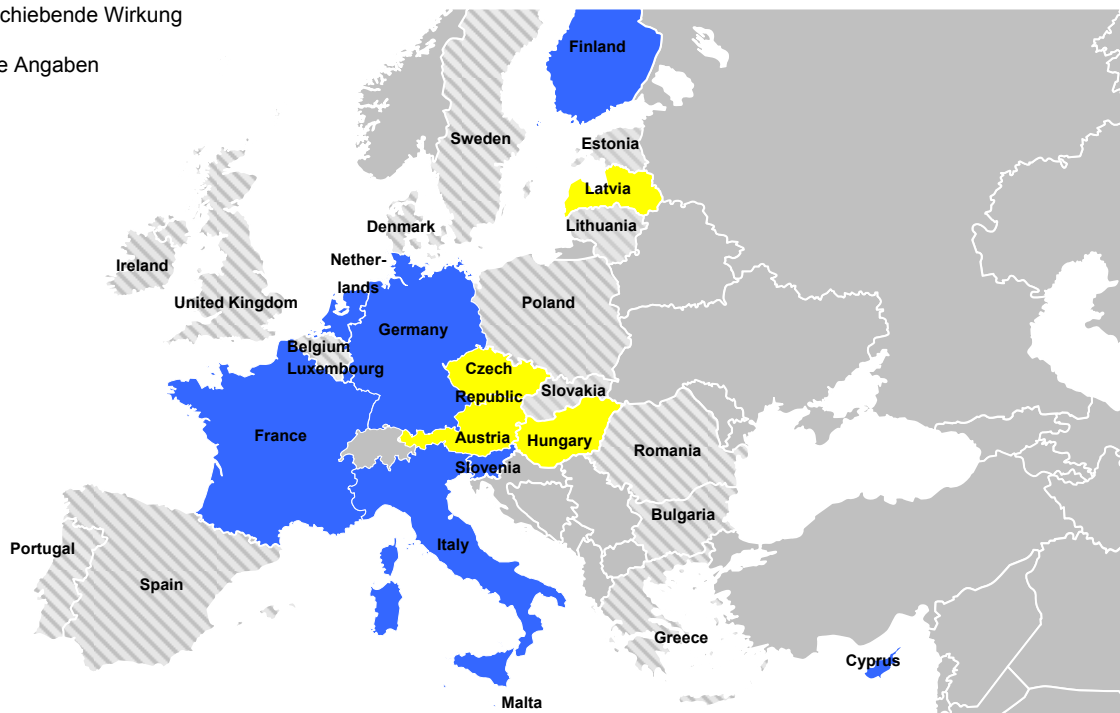 chiebende Wirkung
e Angaben
Finland
Sweden
Estonia
Latvia
Denmark
Lithuania
Ireland
Nether-
lands
United Kingdom
Poland
Germany
Belgium
Luxembourg
Czech
Republic
Slovakia
France
Austria
Hungary
Romania
Slovenia
Bulgaria
Portugal
Italy
Spain
Greece
Cyprus
Malta